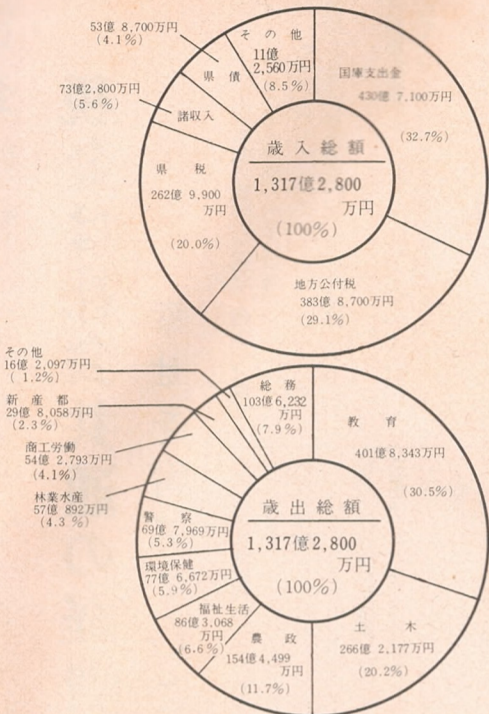 53億 8,700万円
(4.1%)
県債
その他
11億
2,560万円
(8.5%)
国庫支出金
430億 7,100万円
(32.7%)
73億2,800万円
(5.6%)
諸収入
県税
262億 9,900
万円
(20.0%)
歳入総額
1,317億2,800
万円
(100%)
地方公付税
383億 8,700万円
(29.1%)
その他
16億 2,097万円
(1.2%)
新産都
29億 8,058万円
(2.3%)
商工労働
54億 2,793万円
(4.1%)
林業水産
57億 892万円
(4.3%)
総務
103億 6,232
万円
(7.9%)
教育
401億 8,343万円
(30.5%)
警察
69億 7,969万円
(5.3%)
環境保健
77億 6,672万円
(5.9%)
福祉生活
86億 3,068
万円
(6.6%)
農政
154億 4,499
万円
(11.7%)
土木
266億 2,177万円
(20.2%)
歳出総額
1,317億2,800
万円
(100%)